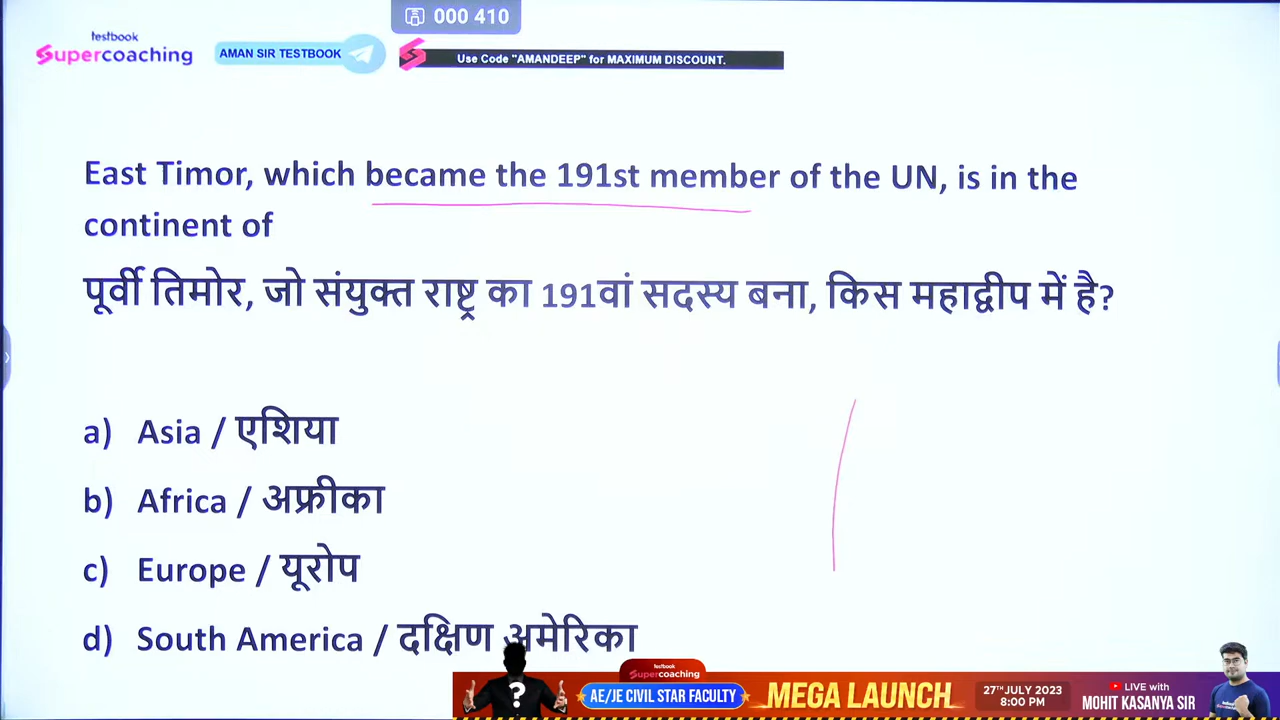 000 410
testbook
Supercoaching
AMAN SIR TESTBOOK
Use Code "AMANDEEP" for MAXIMUM DISCOUNT.
East Timor, which became the 191st member of the UN, is in the
continent of
पूर्वी तिमोर, जो संयुक्त राष्ट्र का 191वां सदस्य बना, किस महाद्वीप में है?
a) Asia / एशिया
b) Africa / अफ्रीका
c) Europe / यूरोप
d) South America / दक्षिण अमेरिका
testbook
Supercoaching
?
AE/JE CIVIL STAR FACULTY
MEGA LAUNCH
27TH JULY 2023
8:00 PM
LIVE with
MOHIT KASANYA SIR